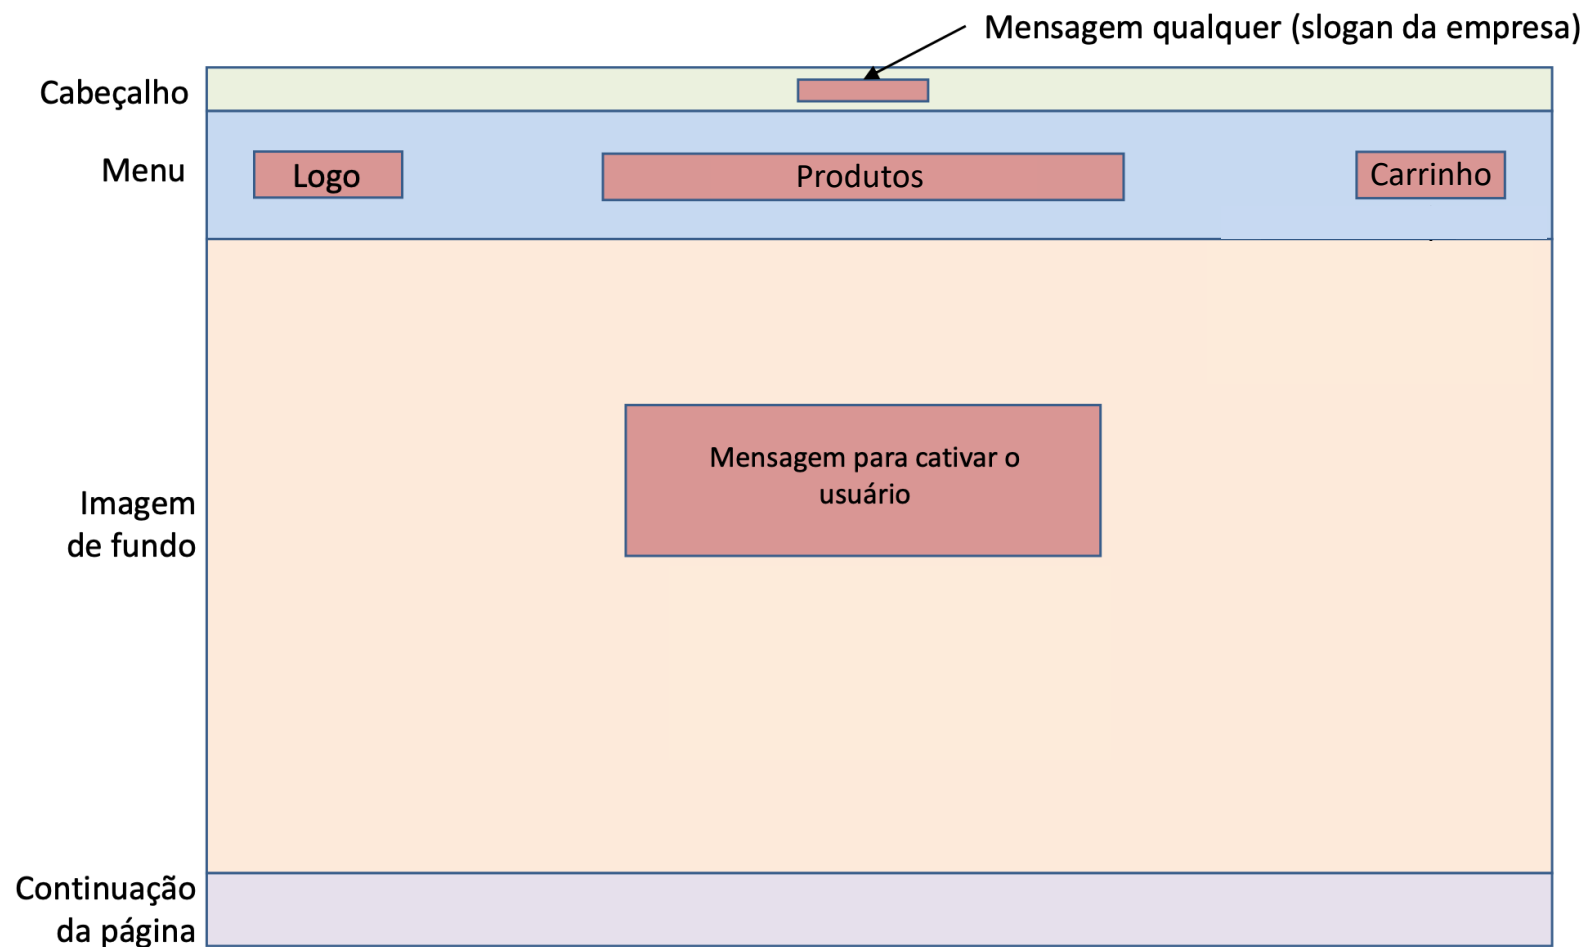 Mensagem qualquer (slogan da empresa)
Cabeçalho
Menu
Logo
Produtos
Carrinho
Mensagem para cativar o
usuário
Imagem
de fundo
Continuação
da página